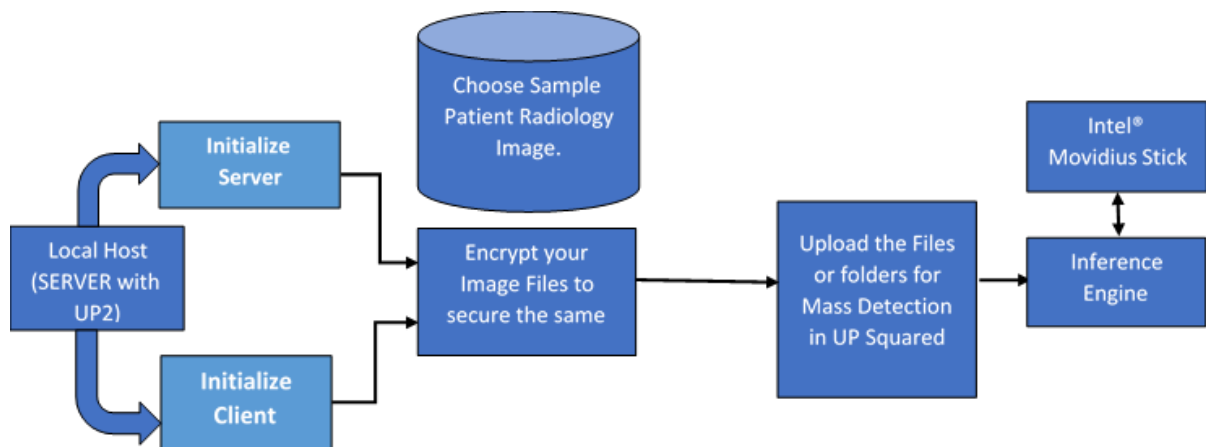 Choose Sample
Patient Radiology
Image.
Initialize
Server
Intel®
Movidius Stick
Local Host
(SERVER with
UP2)
Encrypt your
Image Files to
secure the same
Upload the Files
or folders for
Mass Detection
in UP Squared
Inference
Engine
Initialize
Client